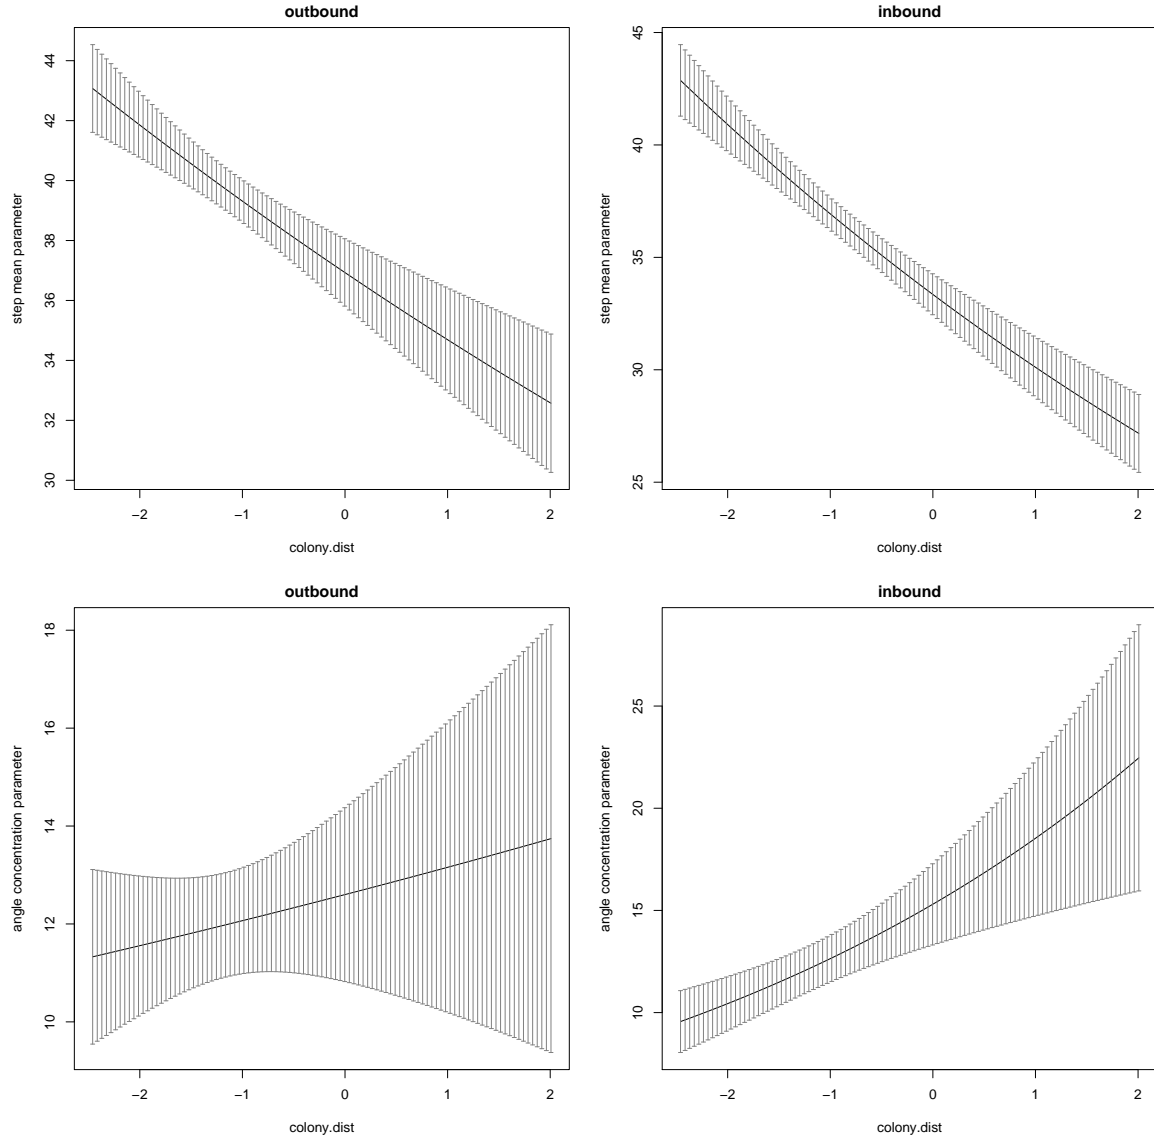 outbound
44
42
40
38
36
34
32
30
step mean parameter
−2 −1 0 1 2
colony.dist
inbound
45
40
35
30
25
step mean parameter
−2 −1 0 1 2
colony.dist
outbound
18
16
14
12
10
angle concentration parameter
−2 −1 0 1 2
colony.dist
inbound
25
20
15
10
angle concentration parameter
−2 −1 0 1 2
colony.dist